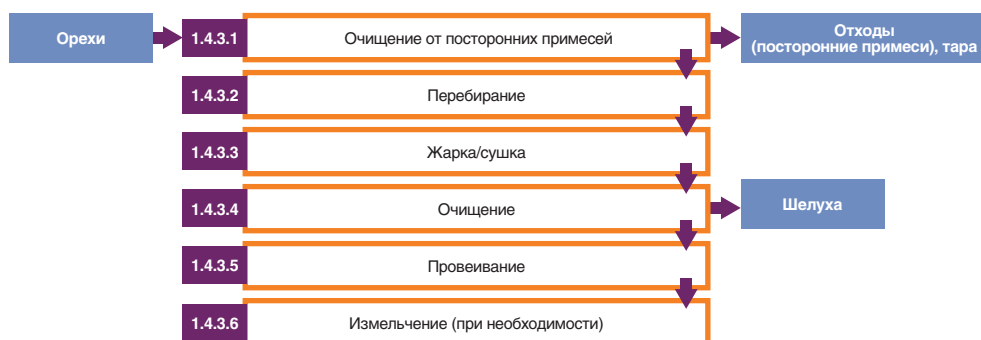 Орехи
1.4.3.1
Очищение от посторонних примесей
Отходы
(посторонние примеси), тара
1.4.3.2
Перебирание
1.4.3.3
Жарка/сушка
1.4.3.4
Очищение
Шелуха
1.4.3.5
Провеивание
1.4.3.6
Измельчение (при необходимости)